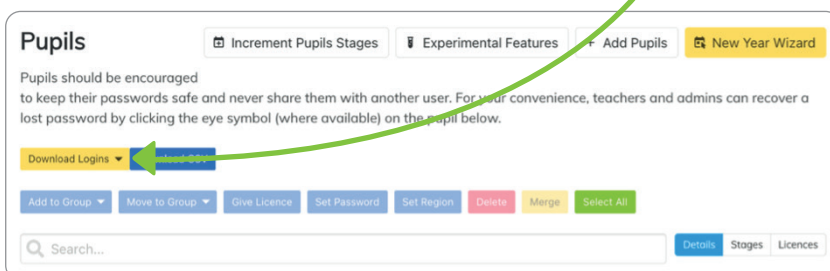 Pupils
Increment Pupils Stages
Experimental Features
+ Add Pupils
New Year Wizard
Pupils should be encouraged
to keep their passwords safe and never share them with another user. For your convenience, teachers and admins can recover a
lost password by clicking the eye symbol (where available) on the pupil below.
Download Logins
CSV
Add to Group
Move to Group
Give Licence
Set Password
Set Region
Delete
Merge
Select All
Search...
Details
Stages
Licences